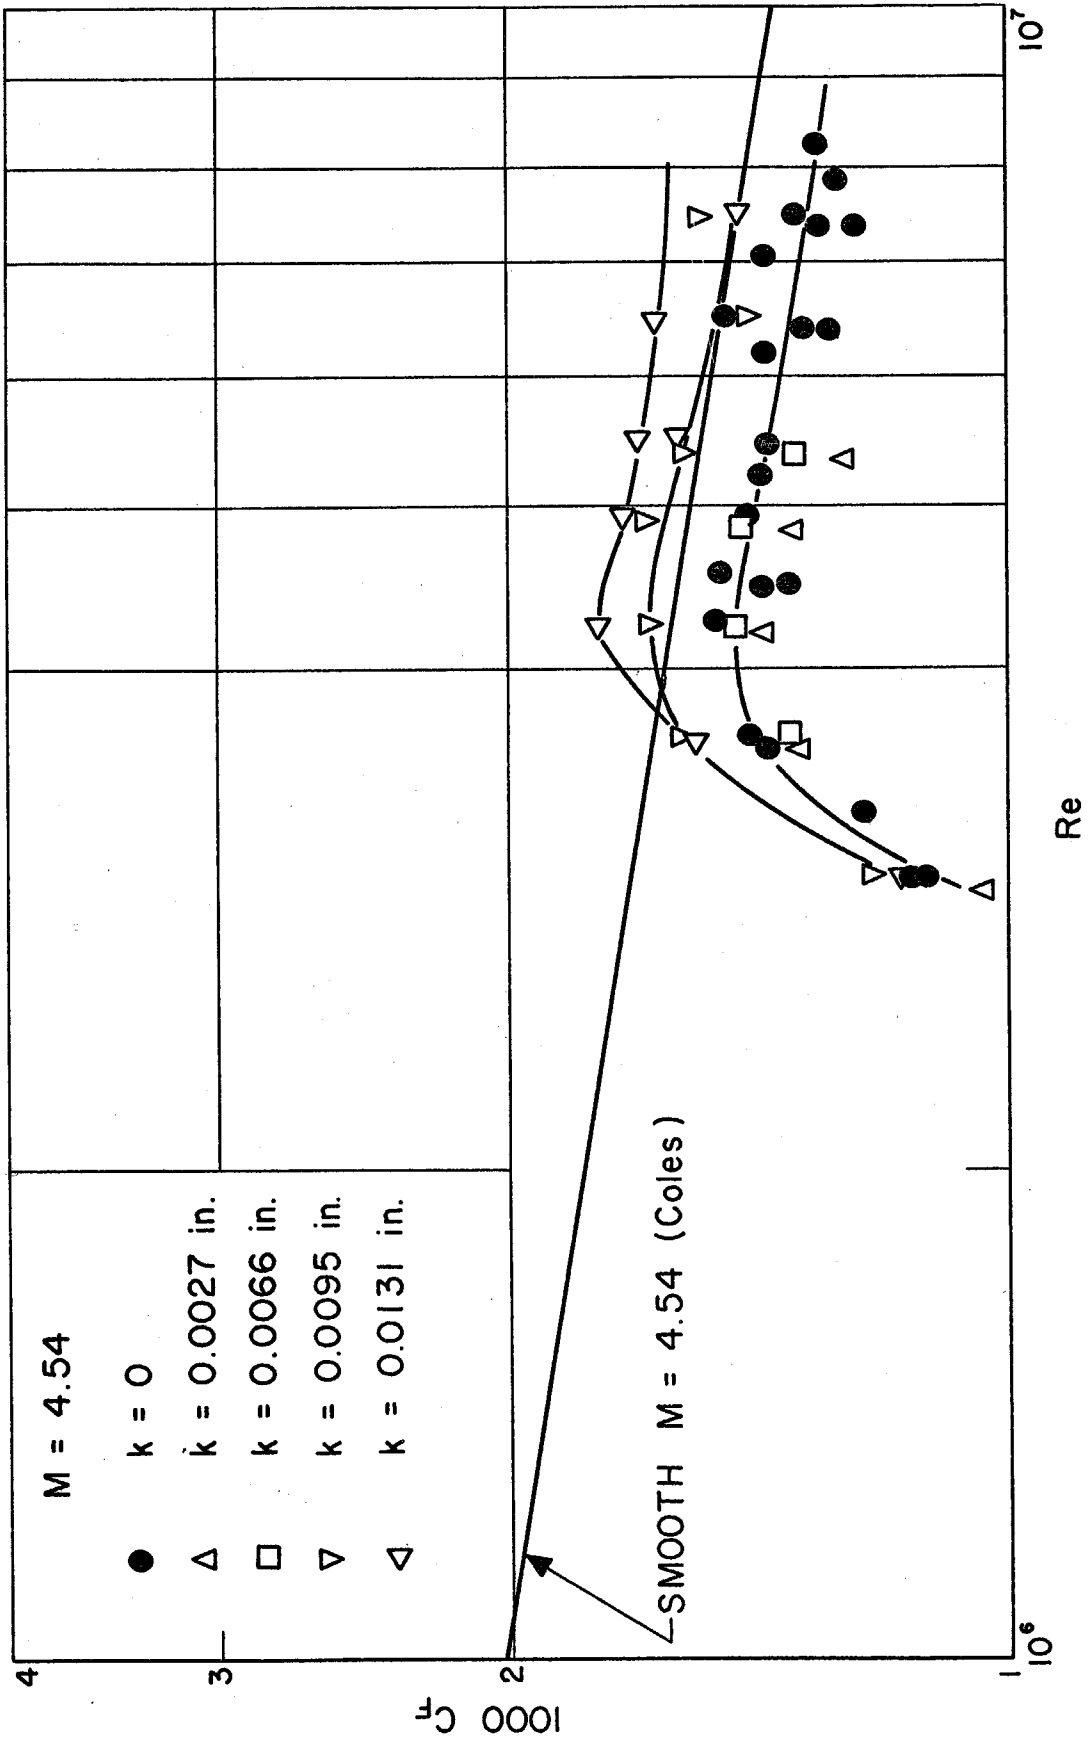 4
3
2
1
1000 CF
M = 4.54
k = 0
k = 0.0027 in.
k = 0.0066 in.
k = 0.0095 in.
k = 0.0131 in.
SMOOTH M = 4.54 (Coles)
10⁶
10⁷
Re